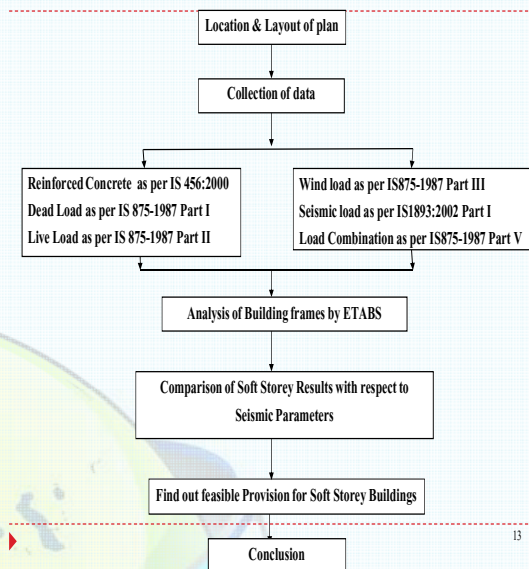 Location & Layout of plan
Collection of data
Reinforced Concrete as per IS 456:2000
Dead Load as per IS 875-1987 Part I
Live Load as per IS 875-1987 Part II
Wind load as per IS875-1987 Part III
Seismic load as per IS1893:2002 Part I
Load Combination as per IS875-1987 Part V
Analysis of Building frames by ETABS
Comparison of Soft Storey Results with respect to
Seismic Parameters
Find out feasible Provision for Soft Storey Buildings
13
Conclusion